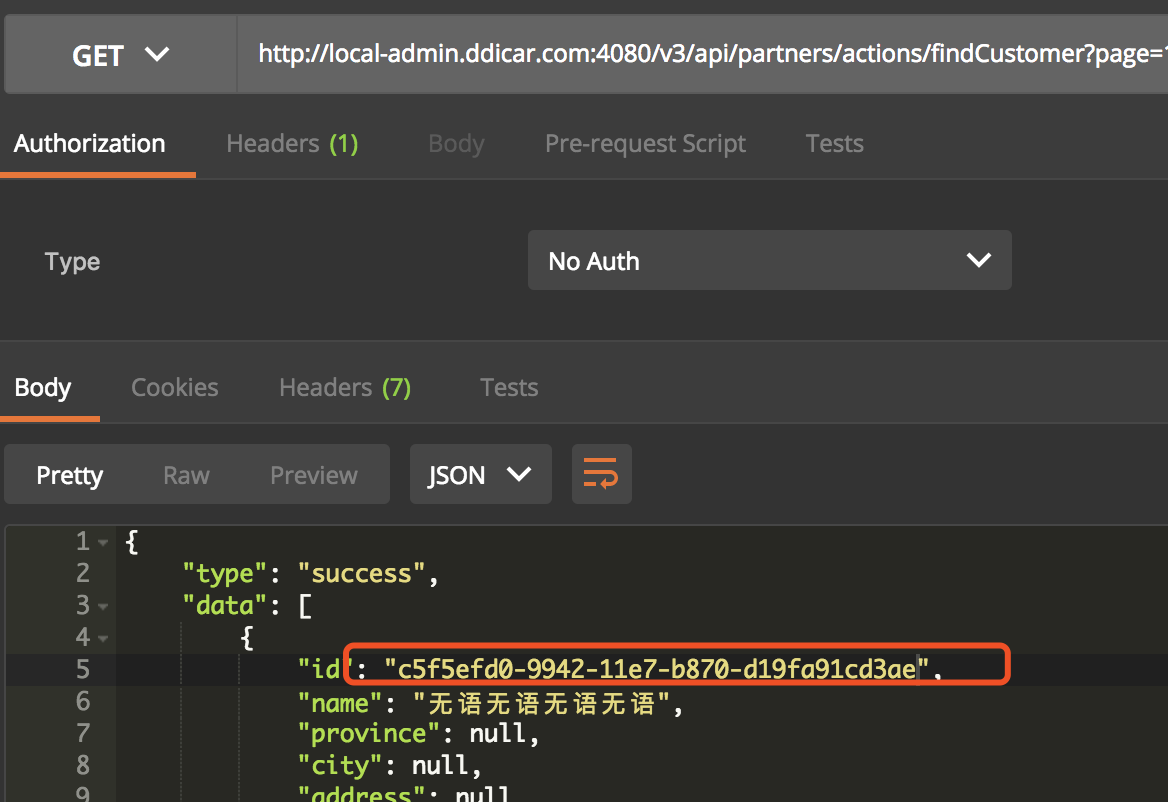 GET http://local-admin.ddicar.com:4080/v3/api/partners/actions/findCustomer?page=1
Authorization Headers (1) Body Pre-request Script Tests
Type No Auth
Body Cookies Headers (7) Tests
Pretty Raw Preview JSON
1 {
2 "type": "success",
3 "data": [
4 {
5 "id": "c5f5efd0-9942-11e7-b870-d19fa91cd3ae",
6 "name": "无语无语无语无语",
7 "province": null,
8 "city": null,
9 "address": null